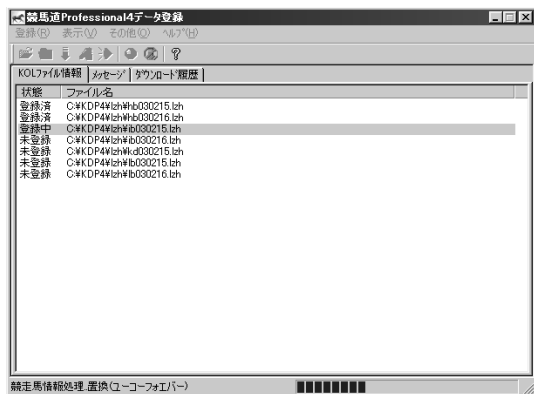 競馬道Professional4データ登録
登録(R) 表示(V) その他(O) ヘルプ(H)
KOLファイル情報 メッセージ ダウンロード履歴
状態 ファイル名
登録済 C:¥KDP4¥lzh¥hb030215.lzh
登録済 C:¥KDP4¥lzh¥hb030216.lzh
登録中 C:¥KDP4¥lzh¥ib030215.lzh
未登録 C:¥KDP4¥lzh¥ib030216.lzh
未登録 C:¥KDP4¥lzh¥kd030215.lzh
未登録 C:¥KDP4¥lzh¥lb030215.lzh
未登録 C:¥KDP4¥lzh¥lb030216.lzh
競走馬情報処理.置換(ユーコーフォエバー)